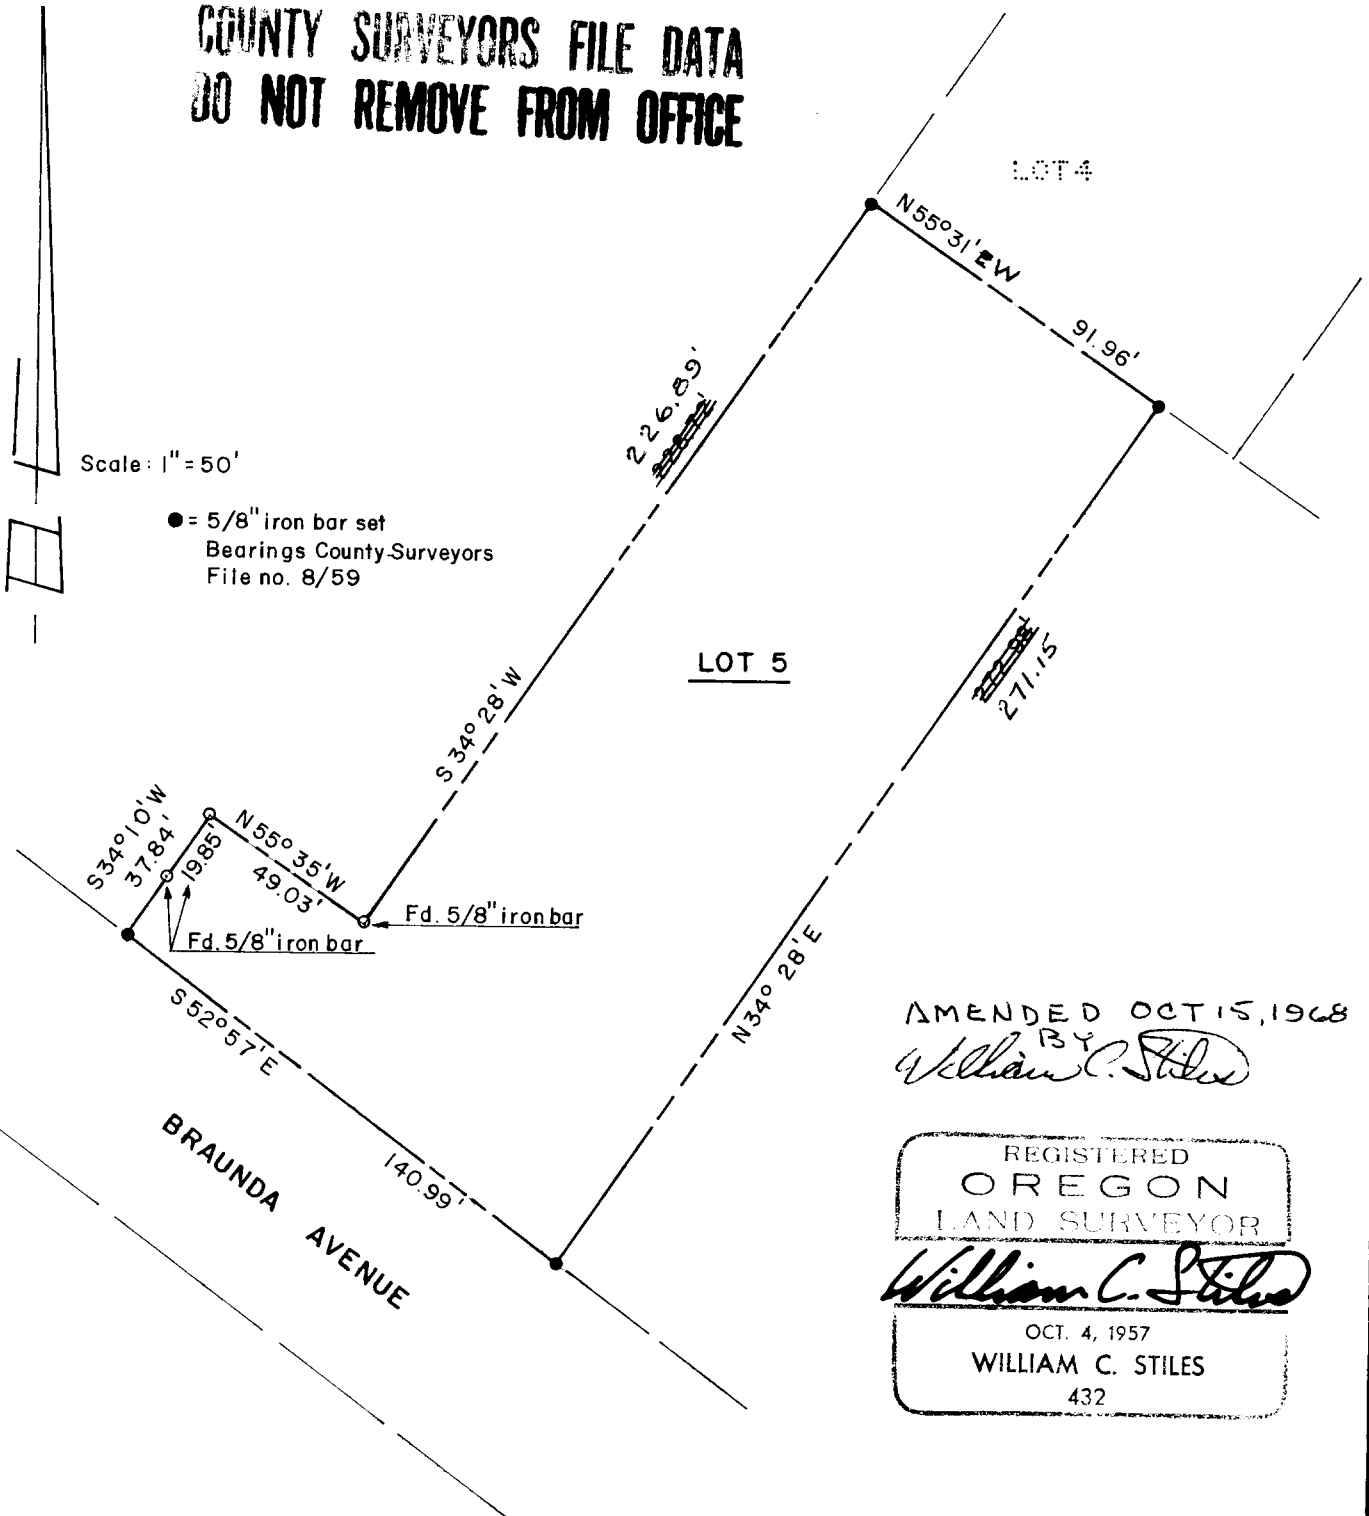 COUNTY SURVEYORS FILE DATA
DO NOT REMOVE FROM OFFICE
LOT 4
N55°31'EW
91.96'
226.89'
Scale: 1"=50'
● = 5/8" iron bar set
Bearings County Surveyors
File no. 8/59
LOT 5
271.15
S 34° 28' W
S34°10'W
37.84'
19.85'
N55°35'W
49.03'
Fd. 5/8" iron bar
Fd. 5/8" iron bar
N34° 28' E
S 52° 57' E
140.99'
BRAUNDA AVENUE
AMENDED OCT 15, 1968
BY
William C. Stiles
REGISTERED
OREGON
LAND SURVEYOR
William C. Stiles
OCT. 4, 1957
WILLIAM C. STILES
432